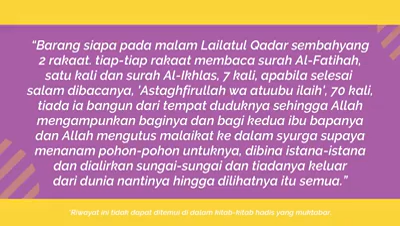 “Barang siapa pada malam Lailatul Qadar sembahyang
2 rakaat. tiap-tiap rakaat membaca surah Al-Fatihah,
satu kali dan surah Al-Ikhlas, 7 kali, apabila selesai
salam dibacanya, ‘Astaghfirullah wa atuubu ilaih’, 70 kali,
tiada ia bangun dari tempat duduknya sehingga Allah
mengampunkan baginya dan bagi kedua ibu bapanya
dan Allah mengutus malaikat ke dalam syurga supaya
menanam pohon-pohon untuknya, dibina istana-istana
dan dialirkan sungai-sungai dan tiadanya keluar
dari dunia nantinya hingga dilihatnya itu semua.”
*Riwayat ini tidak dapat ditemui di dalam kitab-kitab hadis yang muktabar.